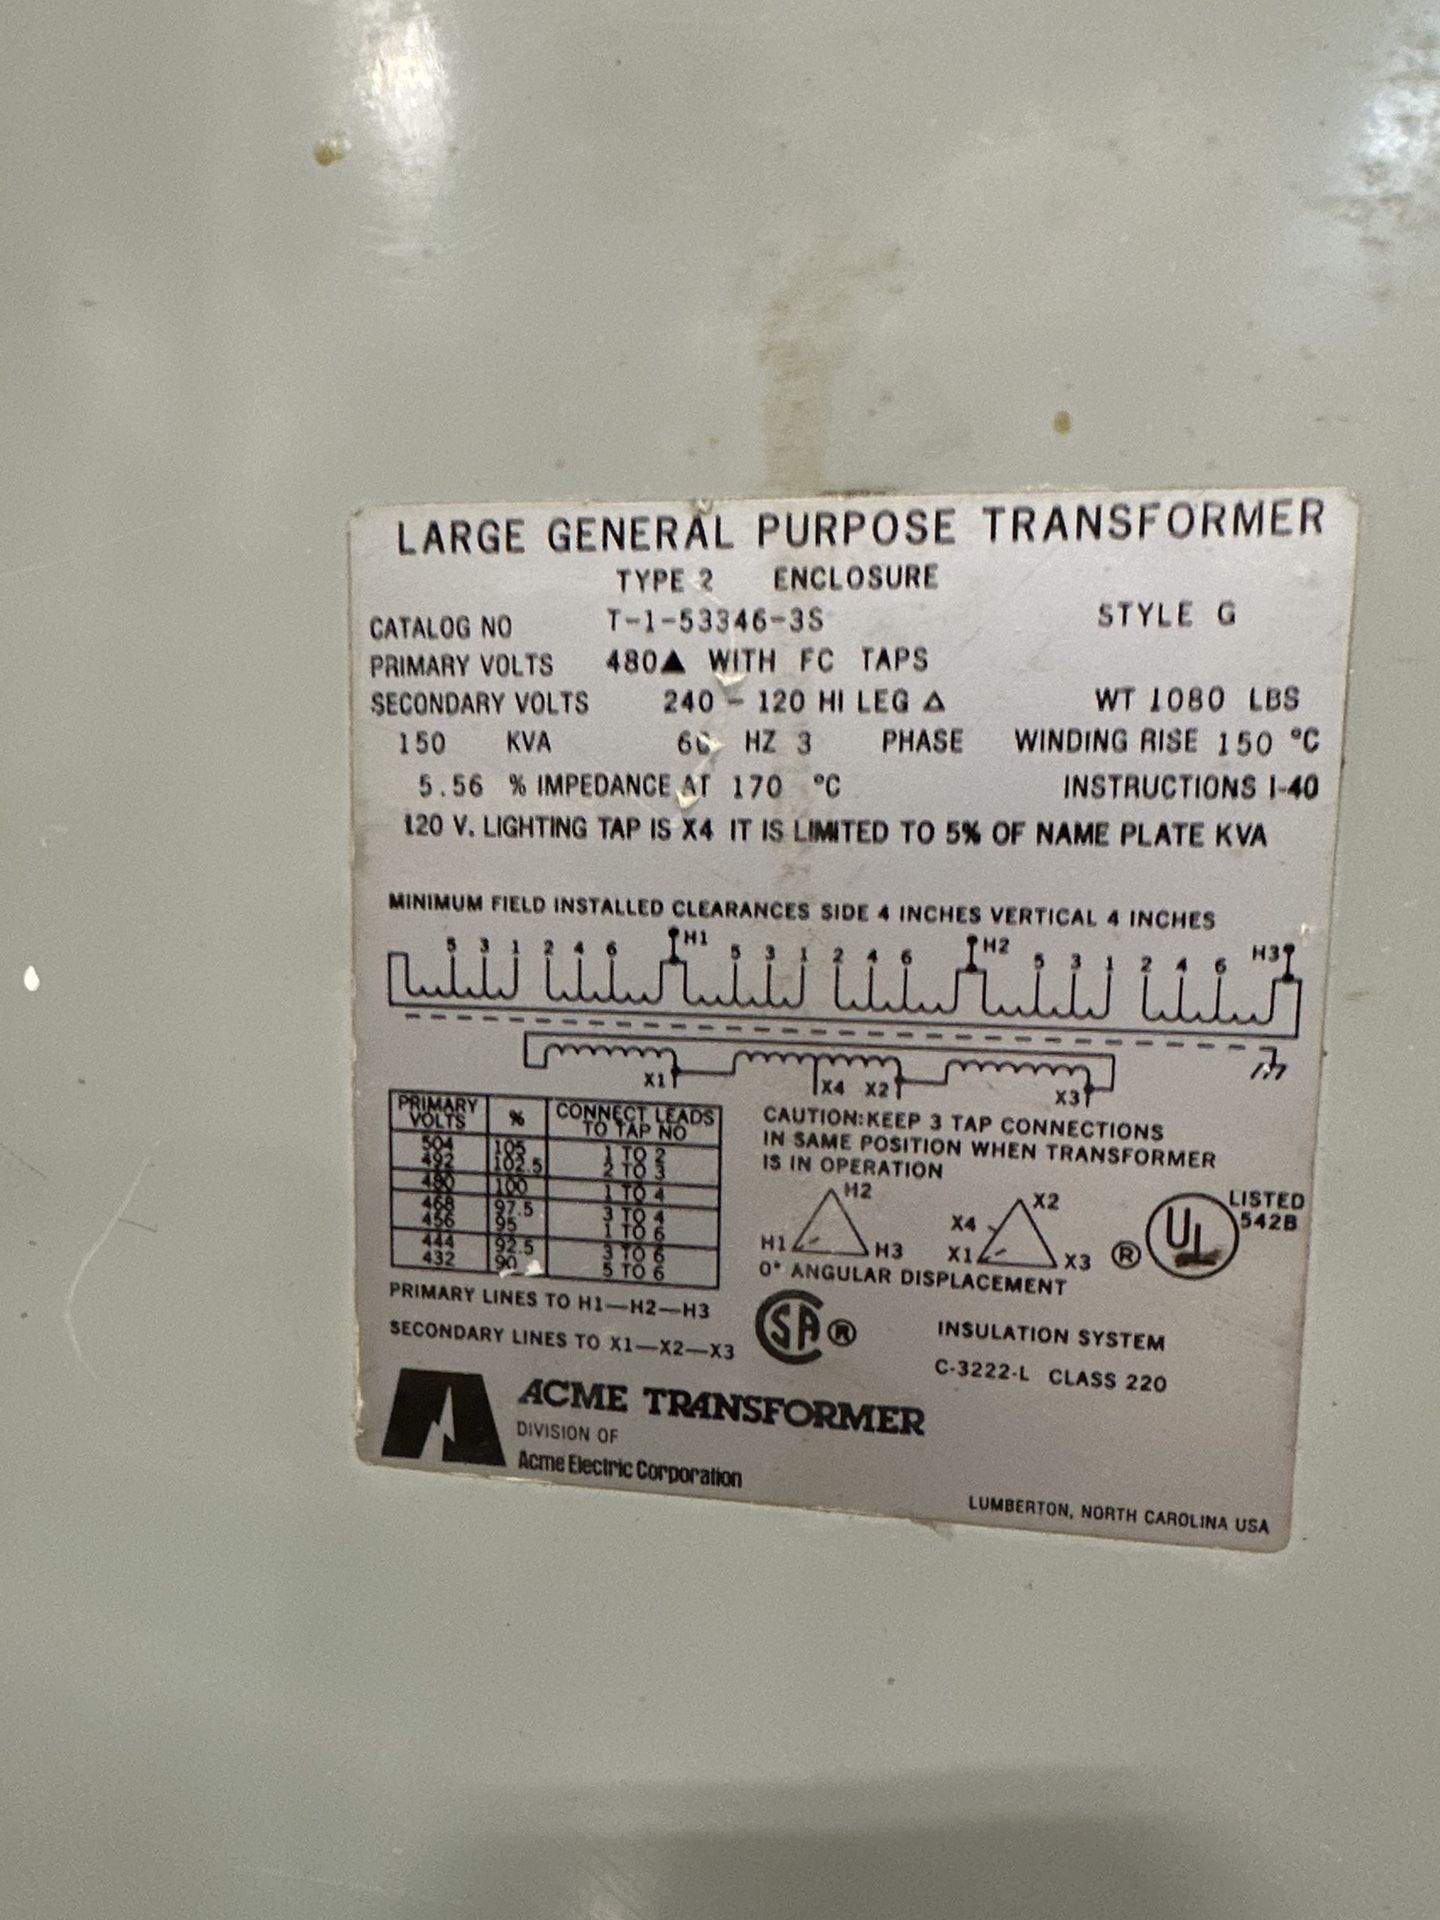 LARGE GENERAL PURPOSE TRANSFORMER
TYPE 2 ENCLOSURE
CATALOG NO T-1-53346-3S STYLE G
PRIMARY VOLTS 480▲ WITH FC TAPS
SECONDARY VOLTS 240 - 120 HI LEG △ WT 1080 LBS
150 KVA 60 HZ 3 PHASE WINDING RISE 150 °C
5.56 % IMPEDANCE AT 170 °C INSTRUCTIONS I-40
120 V. LIGHTING TAP IS X4 IT IS LIMITED TO 5% OF NAME PLATE KVA
MINIMUM FIELD INSTALLED CLEARANCES SIDE 4 INCHES VERTICAL 4 INCHES
5 3 1 2 4 6 H1 5 3 1 2 4 6 H2 5 3 1 2 4 6 H3
X1 X4 X2 X3
PRIMARY VOLTS % CONNECT LEADS TO TAP NO
504 105 1 TO 2
492 102.5 2 TO 3
480 100 1 TO 4
468 97.5 3 TO 4
456 95 1 TO 6
444 92.5 3 TO 6
432 90 5 TO 6
PRIMARY LINES TO H1—H2—H3
SECONDARY LINES TO X1—X2—X3
CAUTION: KEEP 3 TAP CONNECTIONS
IN SAME POSITION WHEN TRANSFORMER
IS IN OPERATION
H2
H1 H3
X2
X4
X1 X3
0° ANGULAR DISPLACEMENT
® UL LISTED
542B
SA ®
INSULATION SYSTEM
C-3222-L CLASS 220
ACME TRANSFORMER
DIVISION OF
Acme Electric Corporation
LUMBERTON, NORTH CAROLINA USA